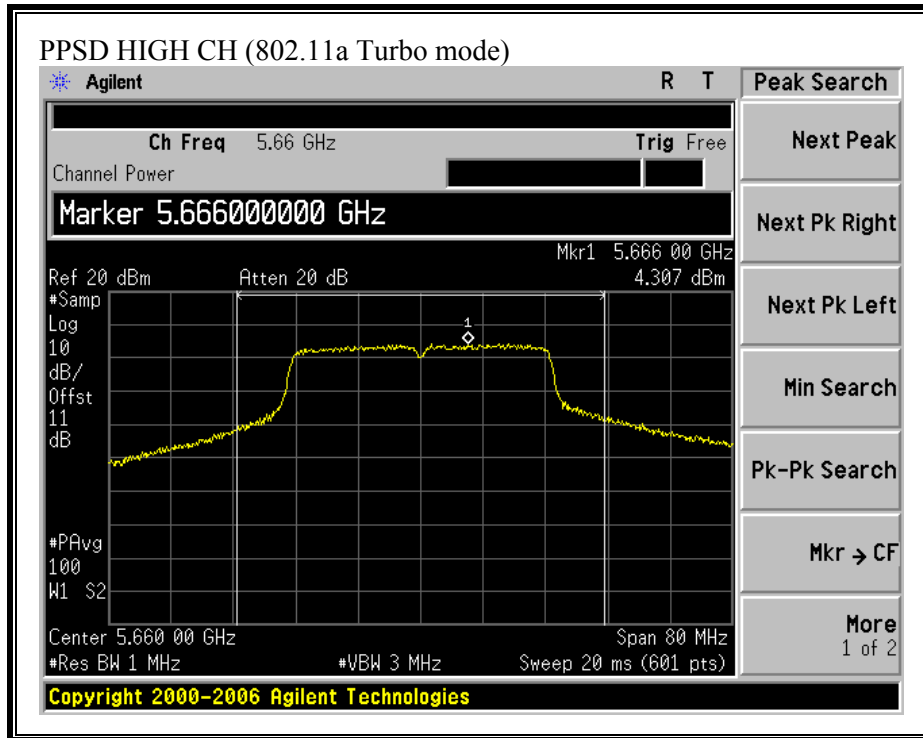 PPSD HIGH CH (802.11a Turbo mode)
Agilent R T Peak Search
Ch Freq 5.66 GHz Trig Free
Channel Power
Marker 5.666000000 GHz
Mkr1 5.666 00 GHz
Ref 20 dBm Atten 20 dB 4.307 dBm
#Samp
Log
10
dB/
Offst
11
dB
1
#PAvg
100
W1 S2
Center 5.660 00 GHz Span 80 MHz
#Res BW 1 MHz #VBW 3 MHz Sweep 20 ms (601 pts)
Copyright 2000-2006 Agilent Technologies
Next Peak
Next Pk Right
Next Pk Left
Min Search
Pk-Pk Search
Mkr → CF
More
1 of 2